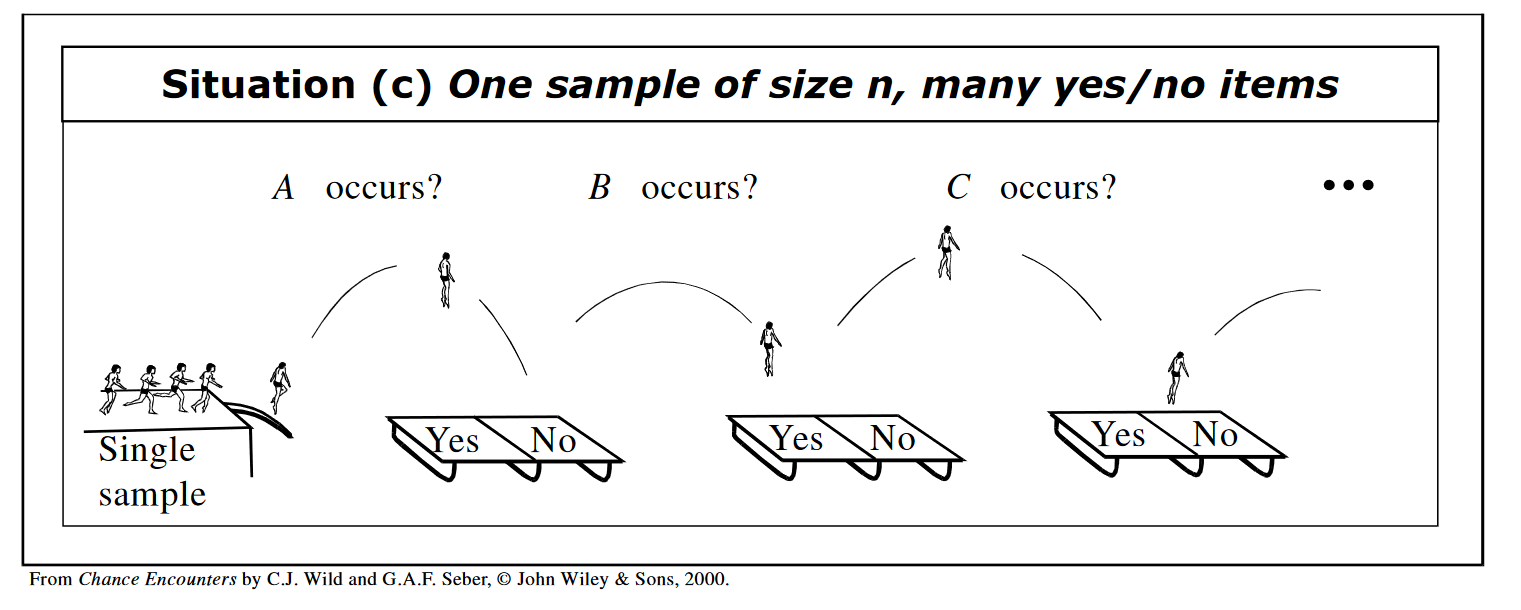 Situation (c) One sample of size n, many yes/no items
A occurs? B occurs? C occurs? •••
Yes No Yes No Yes No
Single
sample
From Chance Encounters by C.J. Wild and G.A.F. Seber, © John Wiley & Sons, 2000.